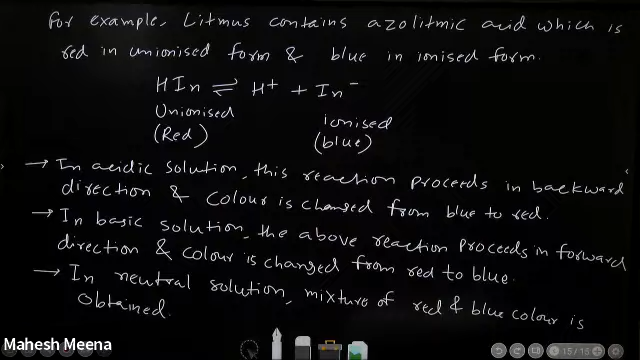 for example, Litmus contains azolitmic acid which is
red in unionised form & blue in ionised form.
HIn ⇌ H⁺ + In⁻
Unionised ionised
(Red) (blue)
→ In acidic solution, this reaction proceeds in backward
direction & colour is changed from blue to red.
→ In basic solution, the above reaction proceeds in forward
direction & colour is changed from red to blue.
→ In neutral solution, mixture of red & blue colour is
obtained.
Mahesh Meena
15 / 16